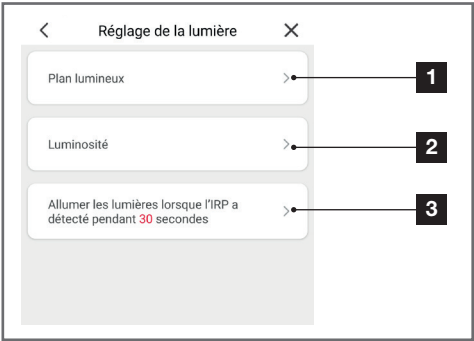 Réglage de la lumière
Plan lumineux
1
Luminosité
2
Allumer les lumières lorsque l'IRP a
détecté pendant 30 secondes
3